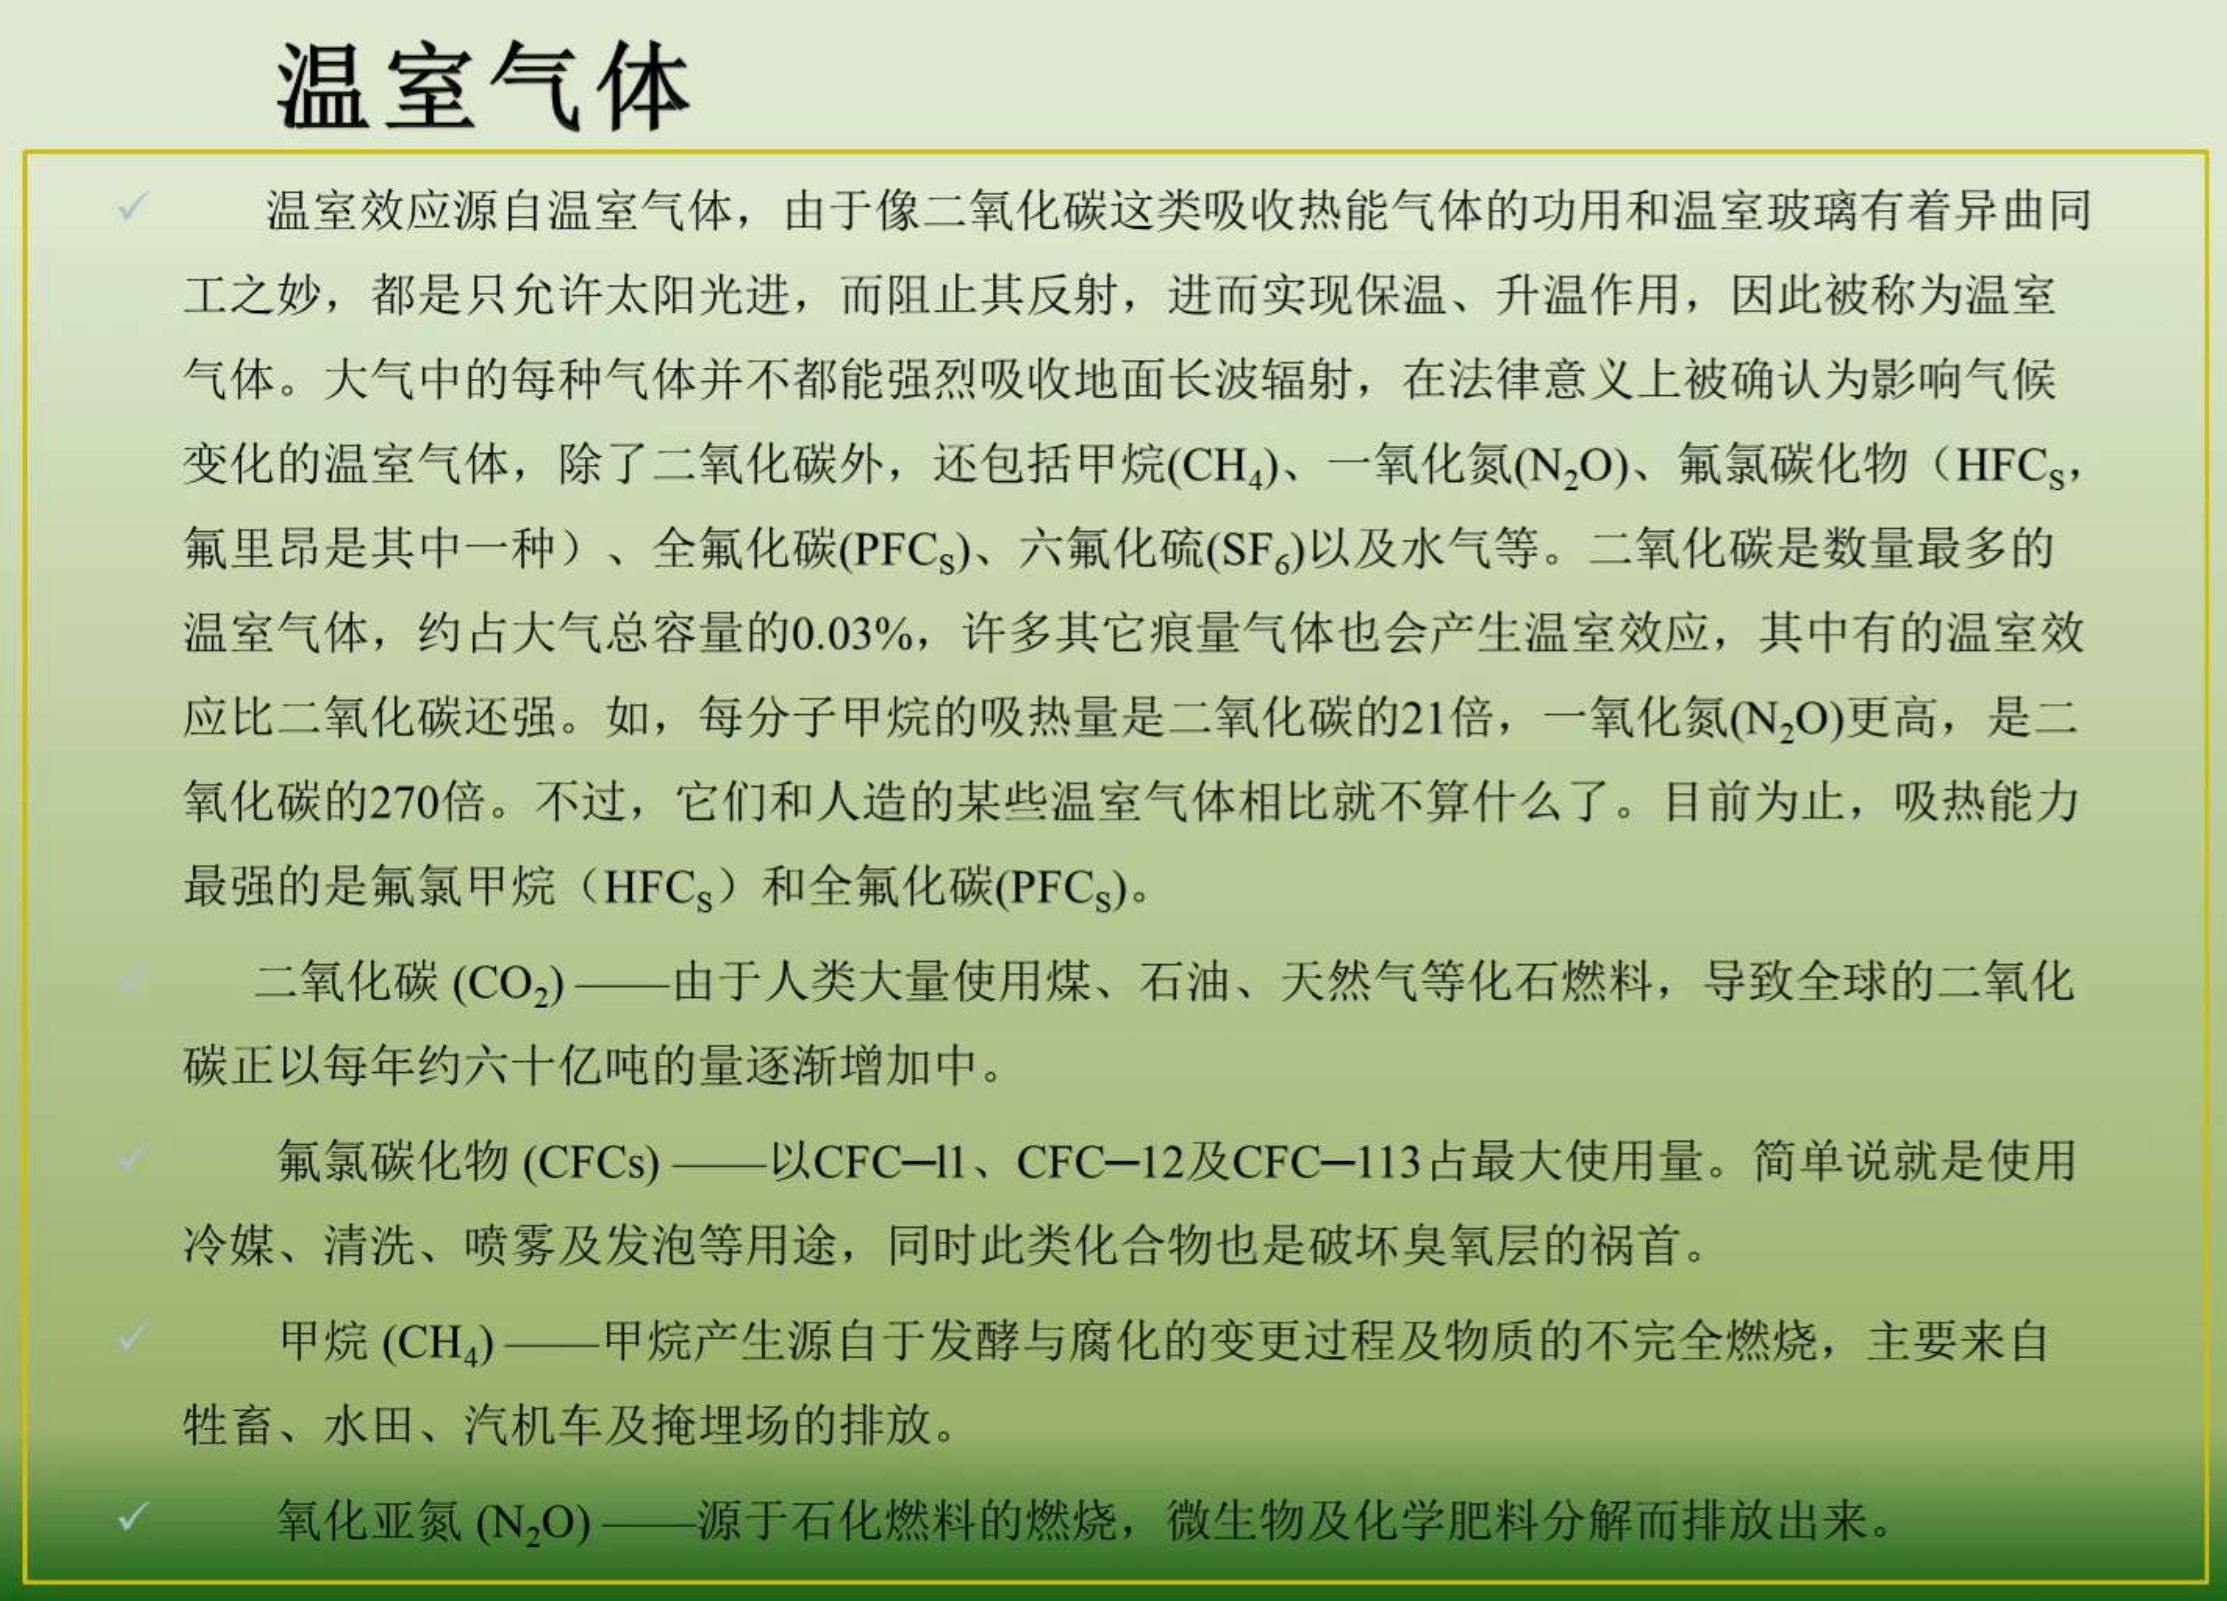 温室气体
温室效应源自温室气体，由于像二氧化碳这类吸收热能气体的功用和温室玻璃有着异曲同
工之妙，都是只允许太阳光进，而阻止其反射，进而实现保温、升温作用，因此被称为温室
气体。大气中的每种气体并不都能强烈吸收地面长波辐射，在法律意义上被确认为影响气候
变化的温室气体，除了二氧化碳外，还包括甲烷(CH₄)、一氧化氮(N₂O)、氟氯碳化物（HFCs，
氟里昂是其中一种）、全氟化碳(PFCs)、六氟化硫(SF₆)以及水气等。二氧化碳是数量最多的
温室气体，约占大气总容量的0.03%，许多其它痕量气体也会产生温室效应，其中有的温室效
应比二氧化碳还强。如，每分子甲烷的吸热量是二氧化碳的21倍，一氧化氮(N₂O)更高，是二
氧化碳的270倍。不过，它们和人造的某些温室气体相比就不算什么了。目前为止，吸热能力
最强的是氟氯甲烷（HFCs）和全氟化碳(PFCs)。
二氧化碳 (CO₂) ——由于人类大量使用煤、石油、天然气等化石燃料，导致全球的二氧化
碳正以每年约六十亿吨的量逐渐增加中。
氟氯碳化物 (CFCs) ——以CFC─l1、CFC─12及CFC─113占最大使用量。简单说就是使用
冷媒、清洗、喷雾及发泡等用途，同时此类化合物也是破坏臭氧层的祸首。
甲烷 (CH₄) ——甲烷产生源自于发酵与腐化的变更过程及物质的不完全燃烧，主要来自
牲畜、水田、汽机车及掩埋场的排放。
氧化亚氮 (N₂O) ——源于石化燃料的燃烧，微生物及化学肥料分解而排放出来。